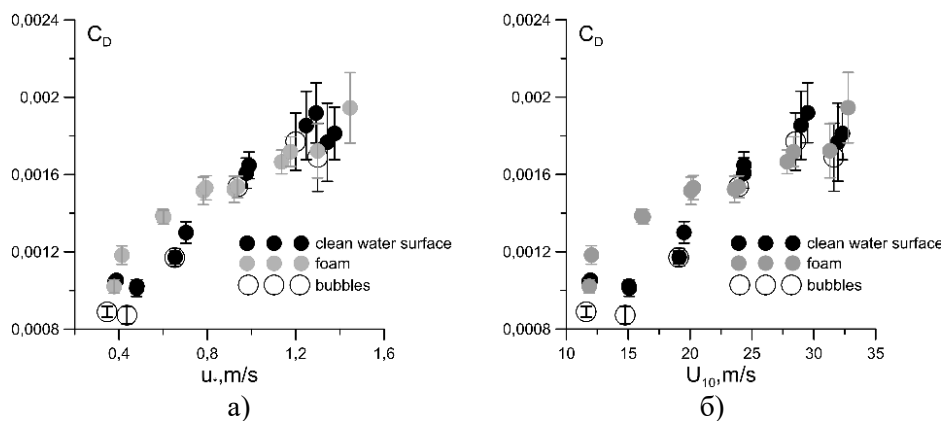 0,0024
C_D
0,002
0,0016
0,0012
0,0008
clean water surface
foam
bubbles
0,4 0,8 1,2 1,6
u*,m/s
а)
0,0024
C_D
0,002
0,0016
0,0012
0,0008
clean water surface
foam
bubbles
10 15 20 25 30 35
U₁₀,m/s
б)